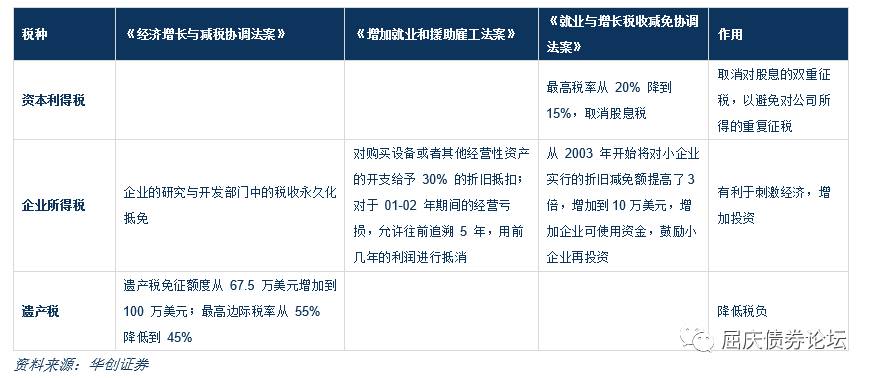 税种
《经济增长与减税协调法案》
《增加就业和援助雇工法案》
《就业与增长税收减免协调
法案》
作用
资本利得税
最高税率从 20% 降到
15%，取消股息税
取消对股息的双重征
税，以避免对公司所
得的重复征税
企业所得税
企业的研究与开发部门中的税收永久化
抵免
对购买设备或者其他经营性资产
的开支给予 30% 的折旧抵扣；
对于 01-02 年期间的经营亏
损，允许往前追溯 5 年，用前
几年的利润进行抵消
从 2003 年开始将对小企业
实行的折旧减免额提高了3
倍，增加到10万美元，增
加企业可使用资金，鼓励小
企业再投资
有利于刺激经济，增
加投资
遗产税
遗产税免征额度从 67.5 万美元增加到
100 万美元；最高边际税率从 55%
降低到 45%
降低税负
资料来源：华创证券
屈庆债券论坛